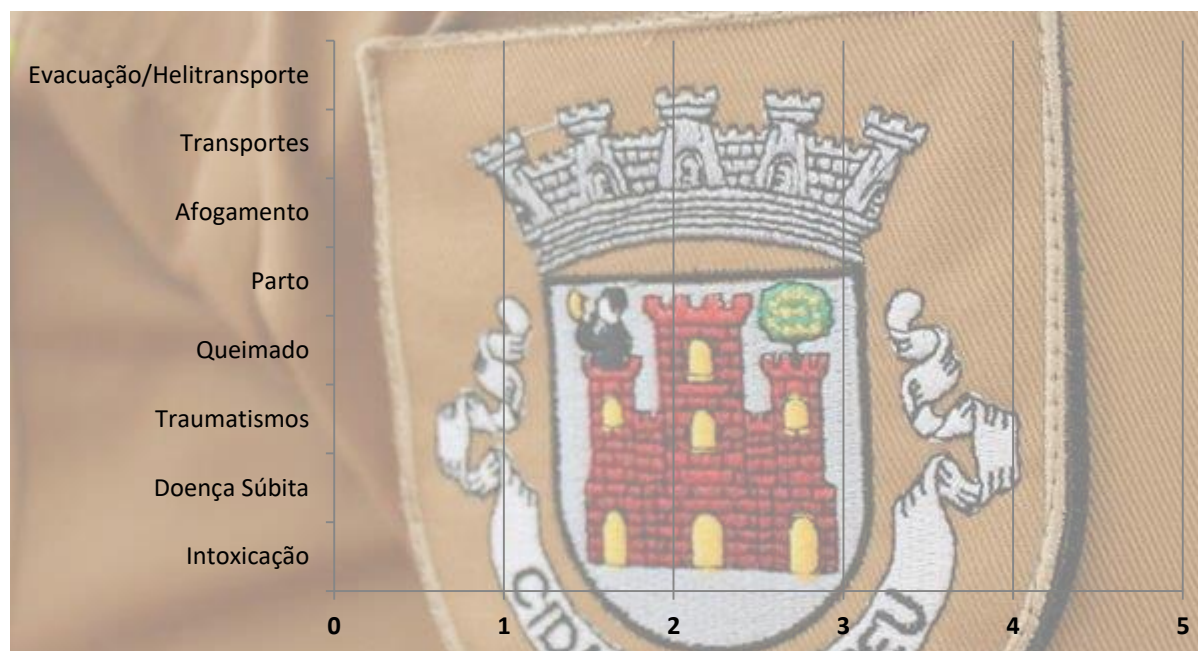 Evacuação/Helitransporte
Transportes
Afogamento
Parto
Queimado
Traumatismos
Doença Súbita
Intoxicação
0 1 2 3 4 5